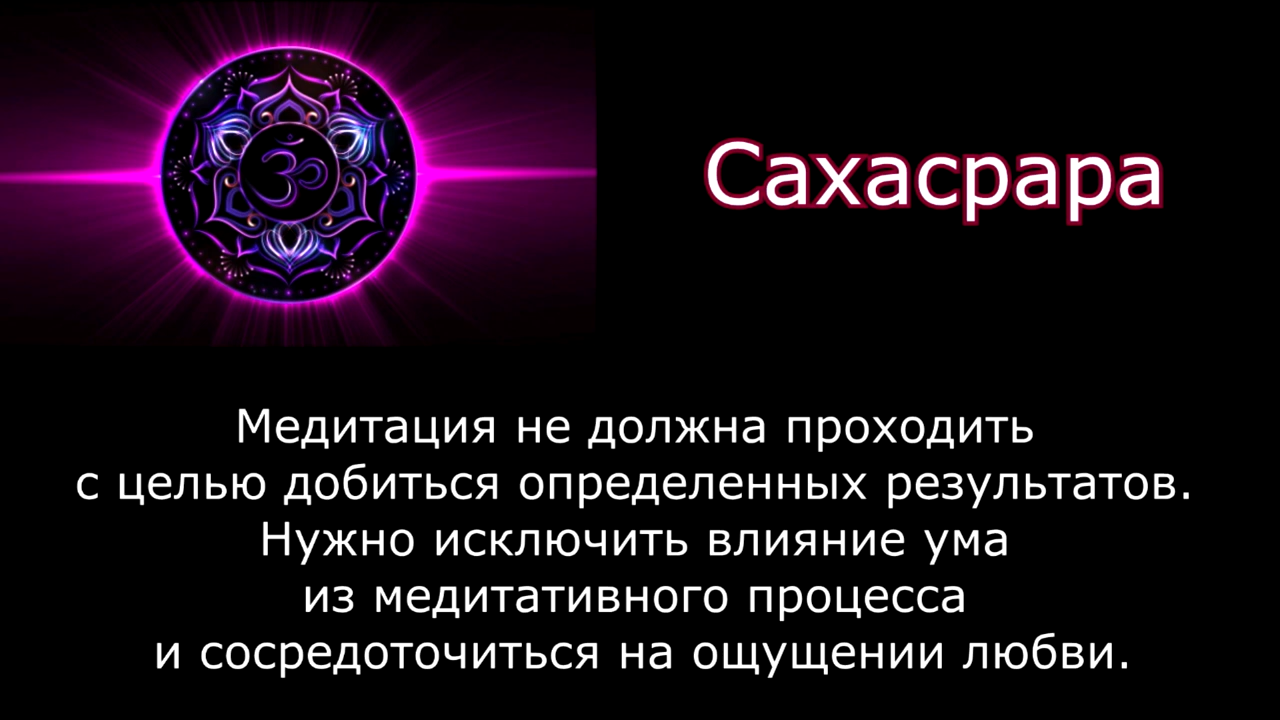 Сахасрара
Медитация не должна проходить
с целью добиться определенных результатов.
Нужно исключить влияние ума
из медитативного процесса
и сосредоточиться на ощущении любви.